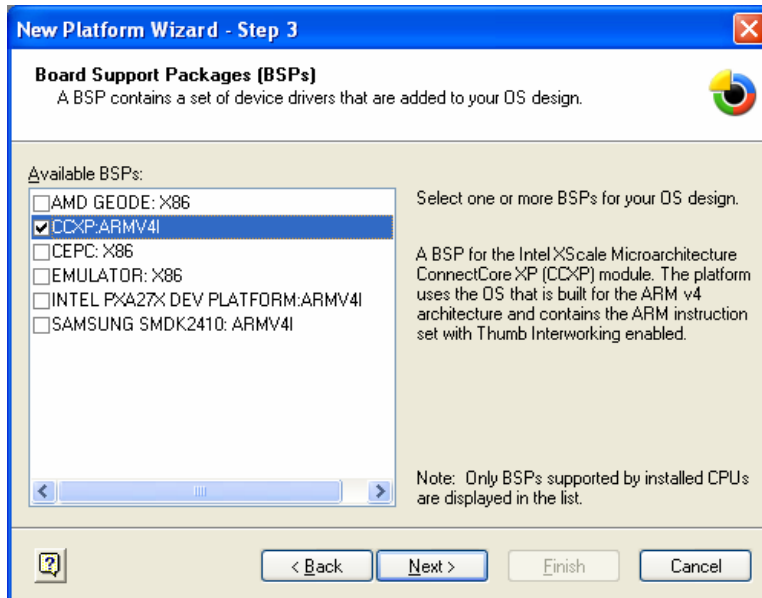 New Platform Wizard - Step 3
Board Support Packages (BSPs)
A BSP contains a set of device drivers that are added to your OS design.
Available BSPs:
AMD GEODE: X86
CCXP:ARMV4I
CEPC: X86
EMULATOR: X86
INTEL PXA27X DEV PLATFORM:ARMV4I
SAMSUNG SMDK2410: ARMV4I
Select one or more BSPs for your OS design.
A BSP for the Intel XScale Microarchitecture
ConnectCore XP (CCXP) module. The platform
uses the OS that is built for the ARM v4
architecture and contains the ARM instruction
set with Thumb Interworking enabled.
Note: Only BSPs supported by installed CPUs
are displayed in the list.
?
< Back
Next >
Finish
Cancel